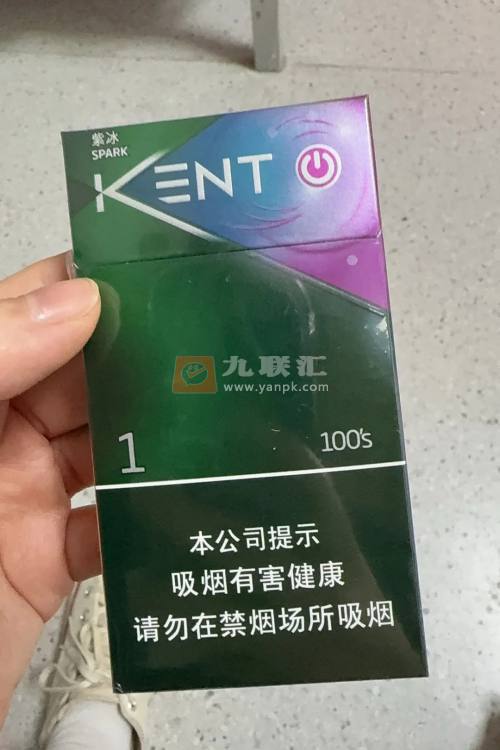 紫冰
SPARK
KENT
九联汇
www.yanpk.com
1
100's
本公司提示
吸烟有害健康
请勿在禁烟场所吸烟